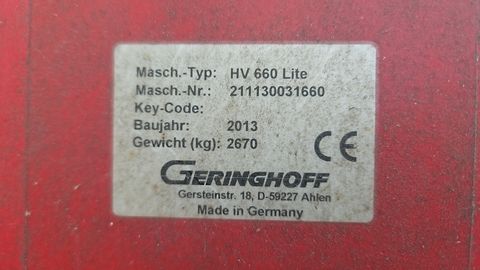 Masch.-Typ: HV 660 Lite
Masch.-Nr.: 211130031660
Key-Code:
Baujahr: 2013
Gewicht (kg): 2670
CE
GERINGHOFF
Gersteinstr. 18, D-59227 Ahlen
Made in Germany